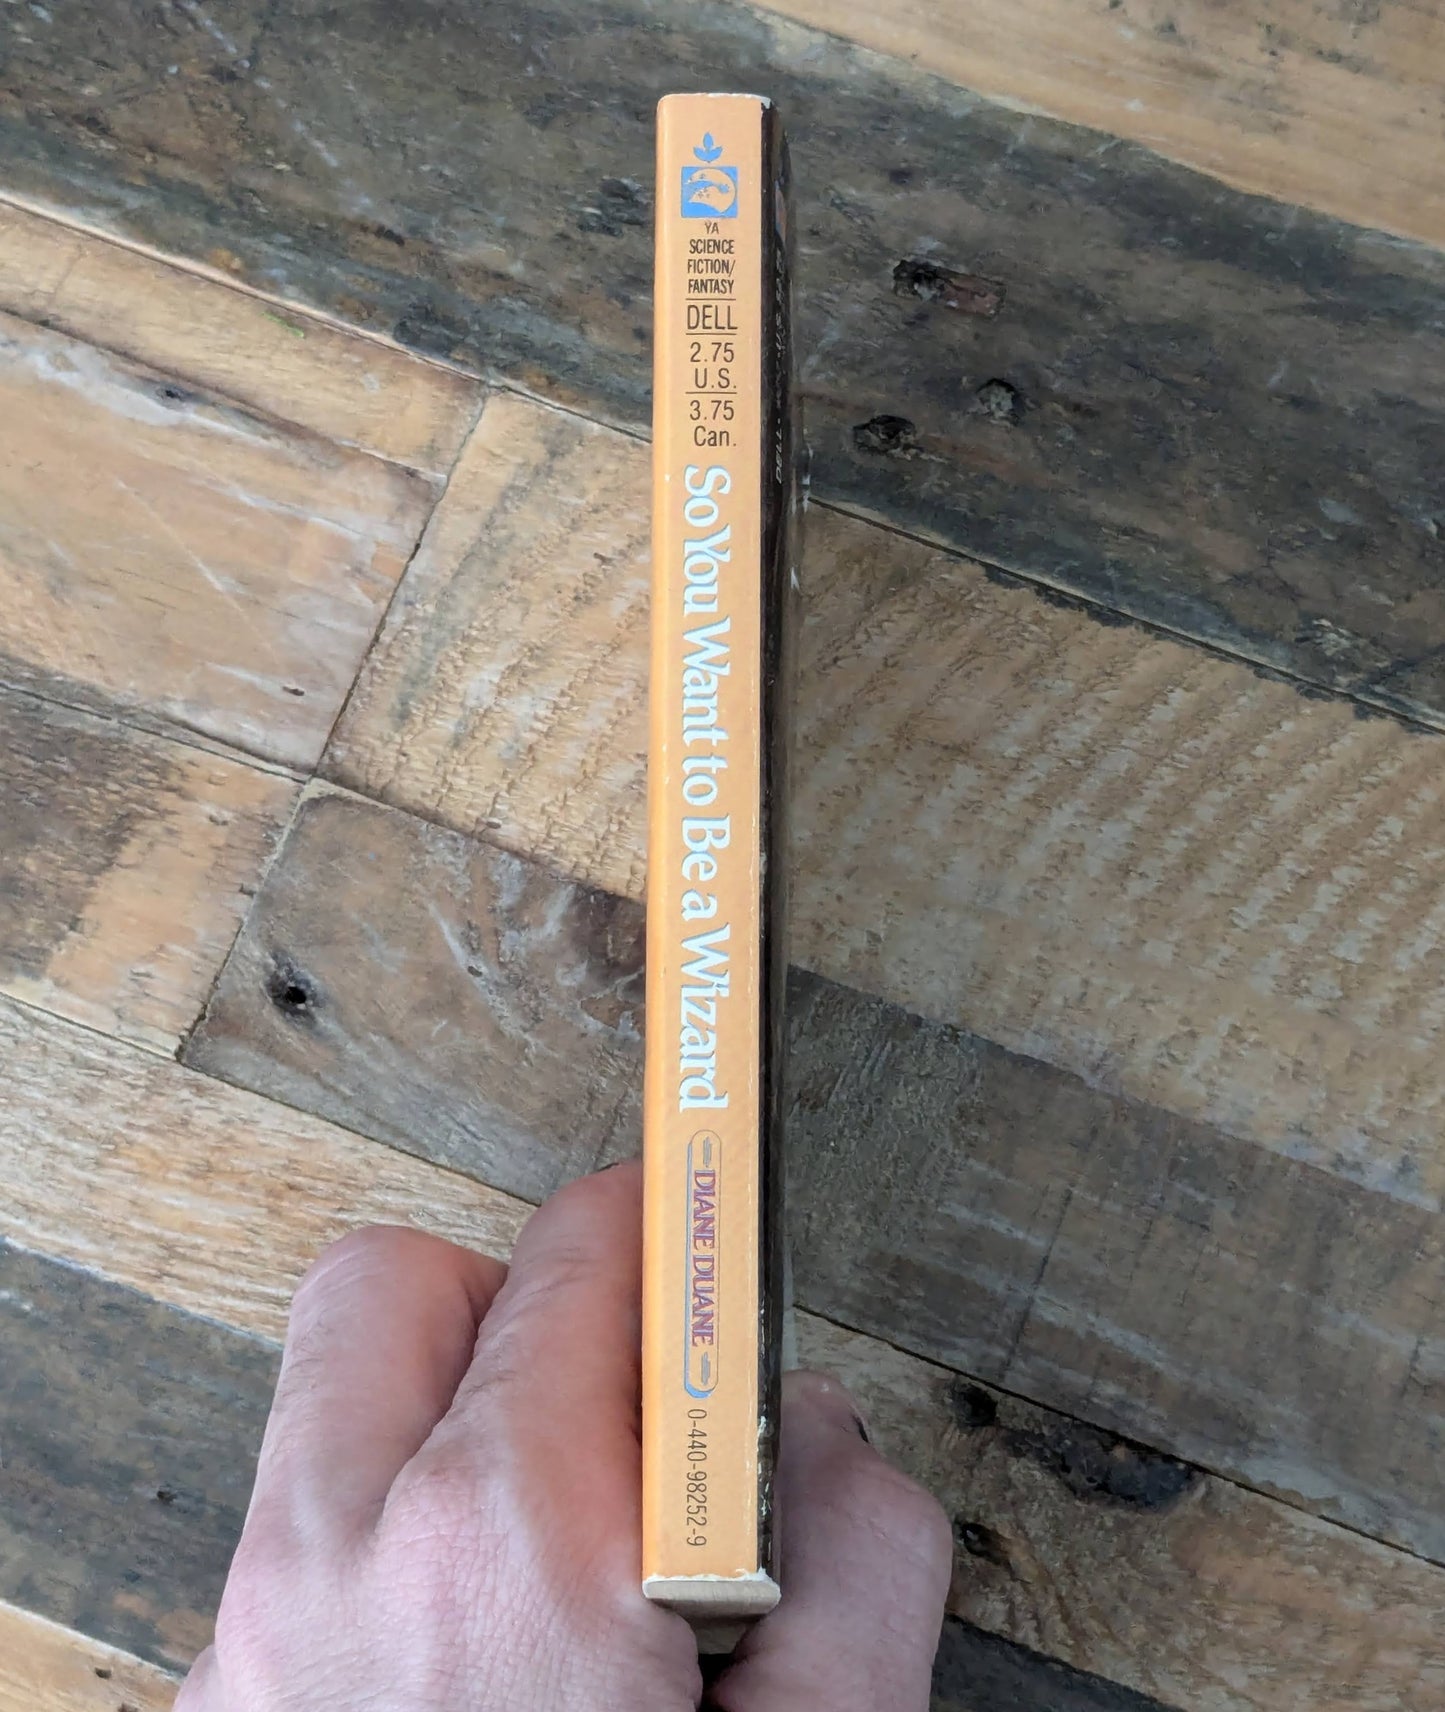 YA
SCIENCE
FICTION/
FANTASY
DELL
2.75
U.S.
3.75
Can.
So You Want to Be a Wizard
DIANE DUANE
0-440-98252-9
DELL